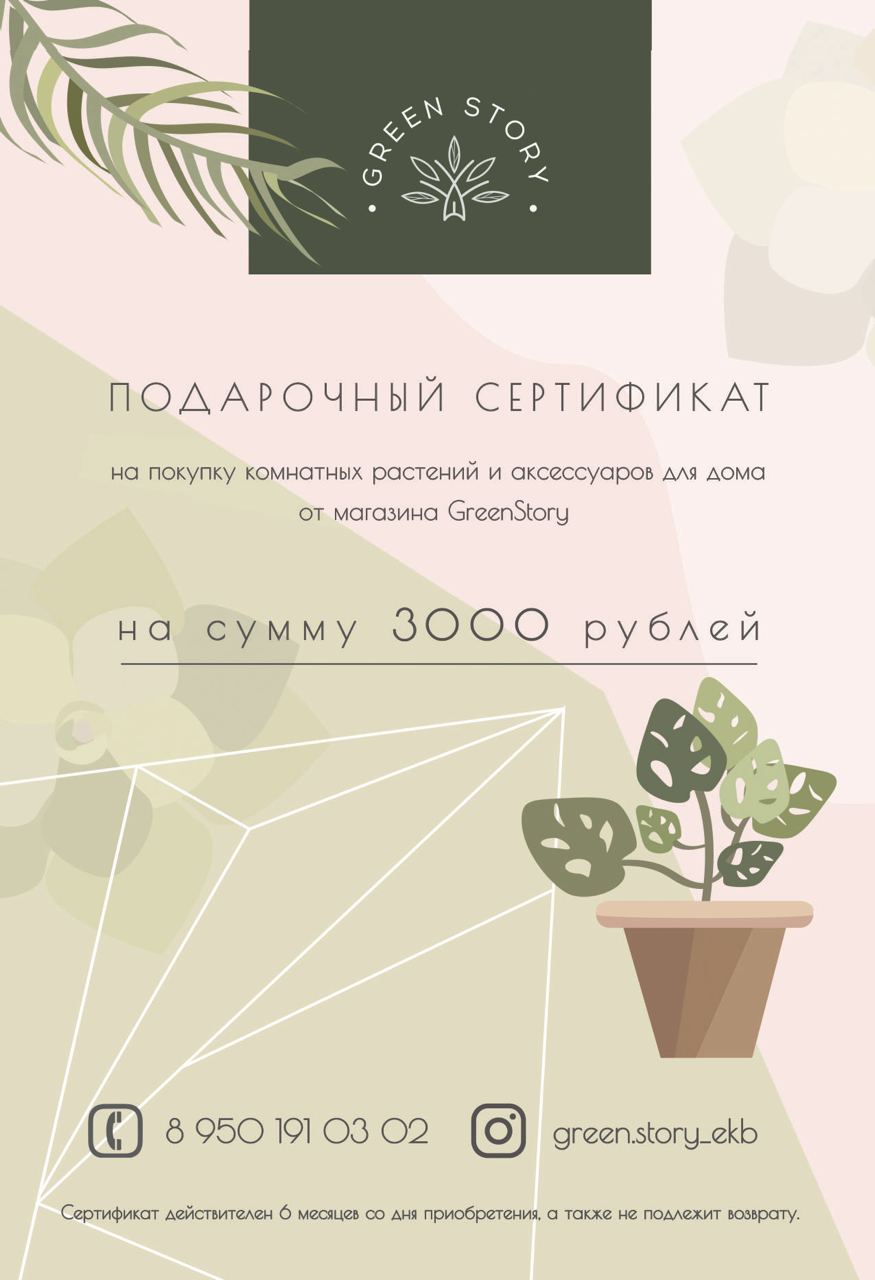 GREEN STORY
ПОДАРОЧНЫЙ СЕРТИФИКАТ
на покупку комнатных растений и аксессуаров для дома
от магазина GreenStory
на сумму 3000 рублей
8 950 191 03 02
green.story_ekb
Сертификат действителен 6 месяцев со дня приобретения, а также не подлежит возврату.